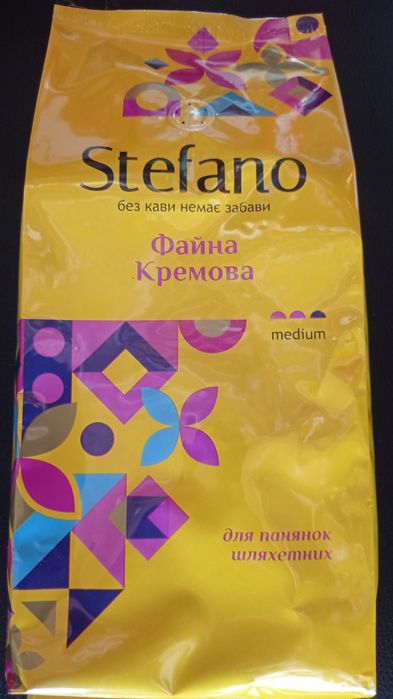 Stefano
без кави немає забави
Файна
Кремова
medium
для панянок
шляхетних